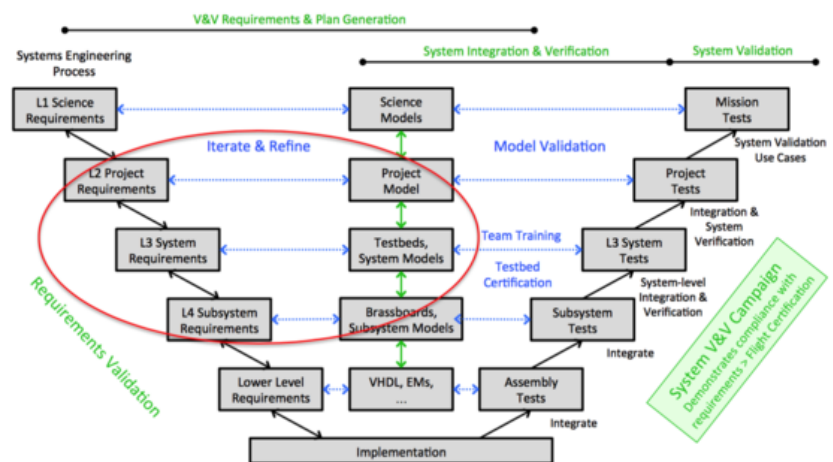 V&V Requirements & Plan Generation
System Integration & Verification
System Validation
Systems Engineering
Process
L1 Science
Requirements
Science
Models
Mission
Tests
Iterate & Refine
Model Validation
System Validation
Use Cases
L2 Project
Requirements
Project
Model
Project
Tests
Integration &
System
Verification
L3 System
Requirements
Testbeds,
System Models
Team Training
L3 System
Tests
Testbed
Certification
System-level
Integration &
Verification
L4 Subsystem
Requirements
Brassboards,
Subsystem Models
Subsystem
Tests
Integrate
Requirements Validation
System V&V Campaign
Demonstrates compliance with
requirements > Flight Certification
Lower Level
Requirements
VHDL, EMs,
...
Assembly
Tests
Integrate
Implementation